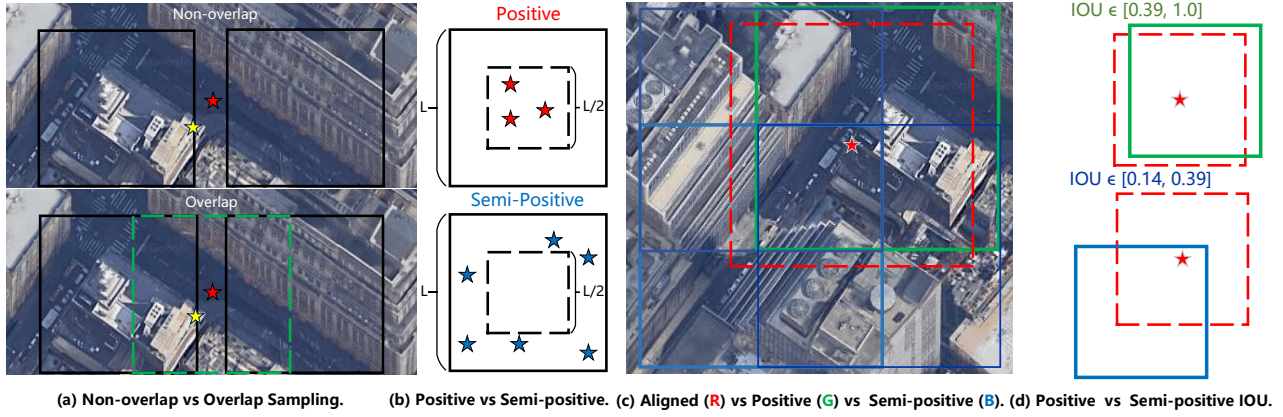 Non-overlap
Overlap
(a) Non-overlap vs Overlap Sampling.
Positive
L
L/2
Semi-Positive
L
L/2
(b) Positive vs Semi-positive.
(c) Aligned (R) vs Positive (G) vs Semi-positive (B).
IOU ϵ [0.39, 1.0]
IOU ϵ [0.14, 0.39]
(d) Positive vs Semi-positive IOU.